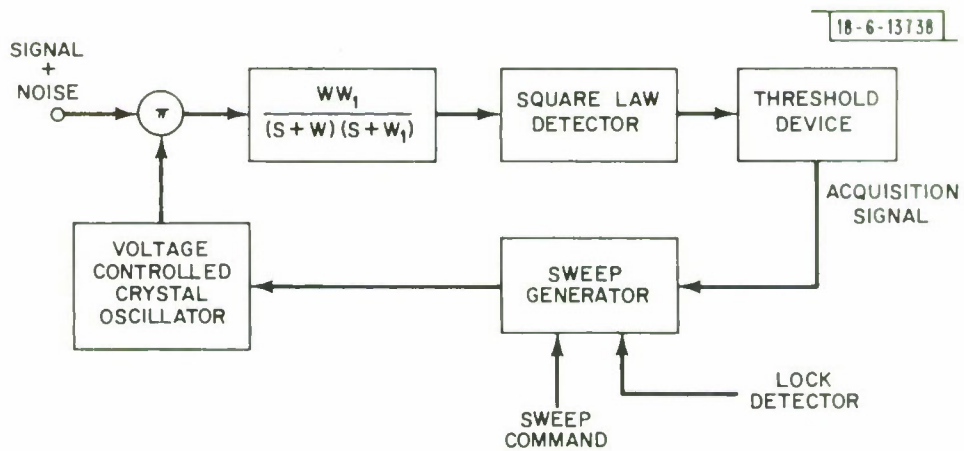 18-6-13738
SIGNAL
+
NOISE
π
WW₁
(S+W)(S+W₁)
SQUARE LAW
DETECTOR
THRESHOLD
DEVICE
ACQUISITION
SIGNAL
VOLTAGE
CONTROLLED
CRYSTAL
OSCILLATOR
SWEEP
GENERATOR
LOCK
DETECTOR
SWEEP
COMMAND